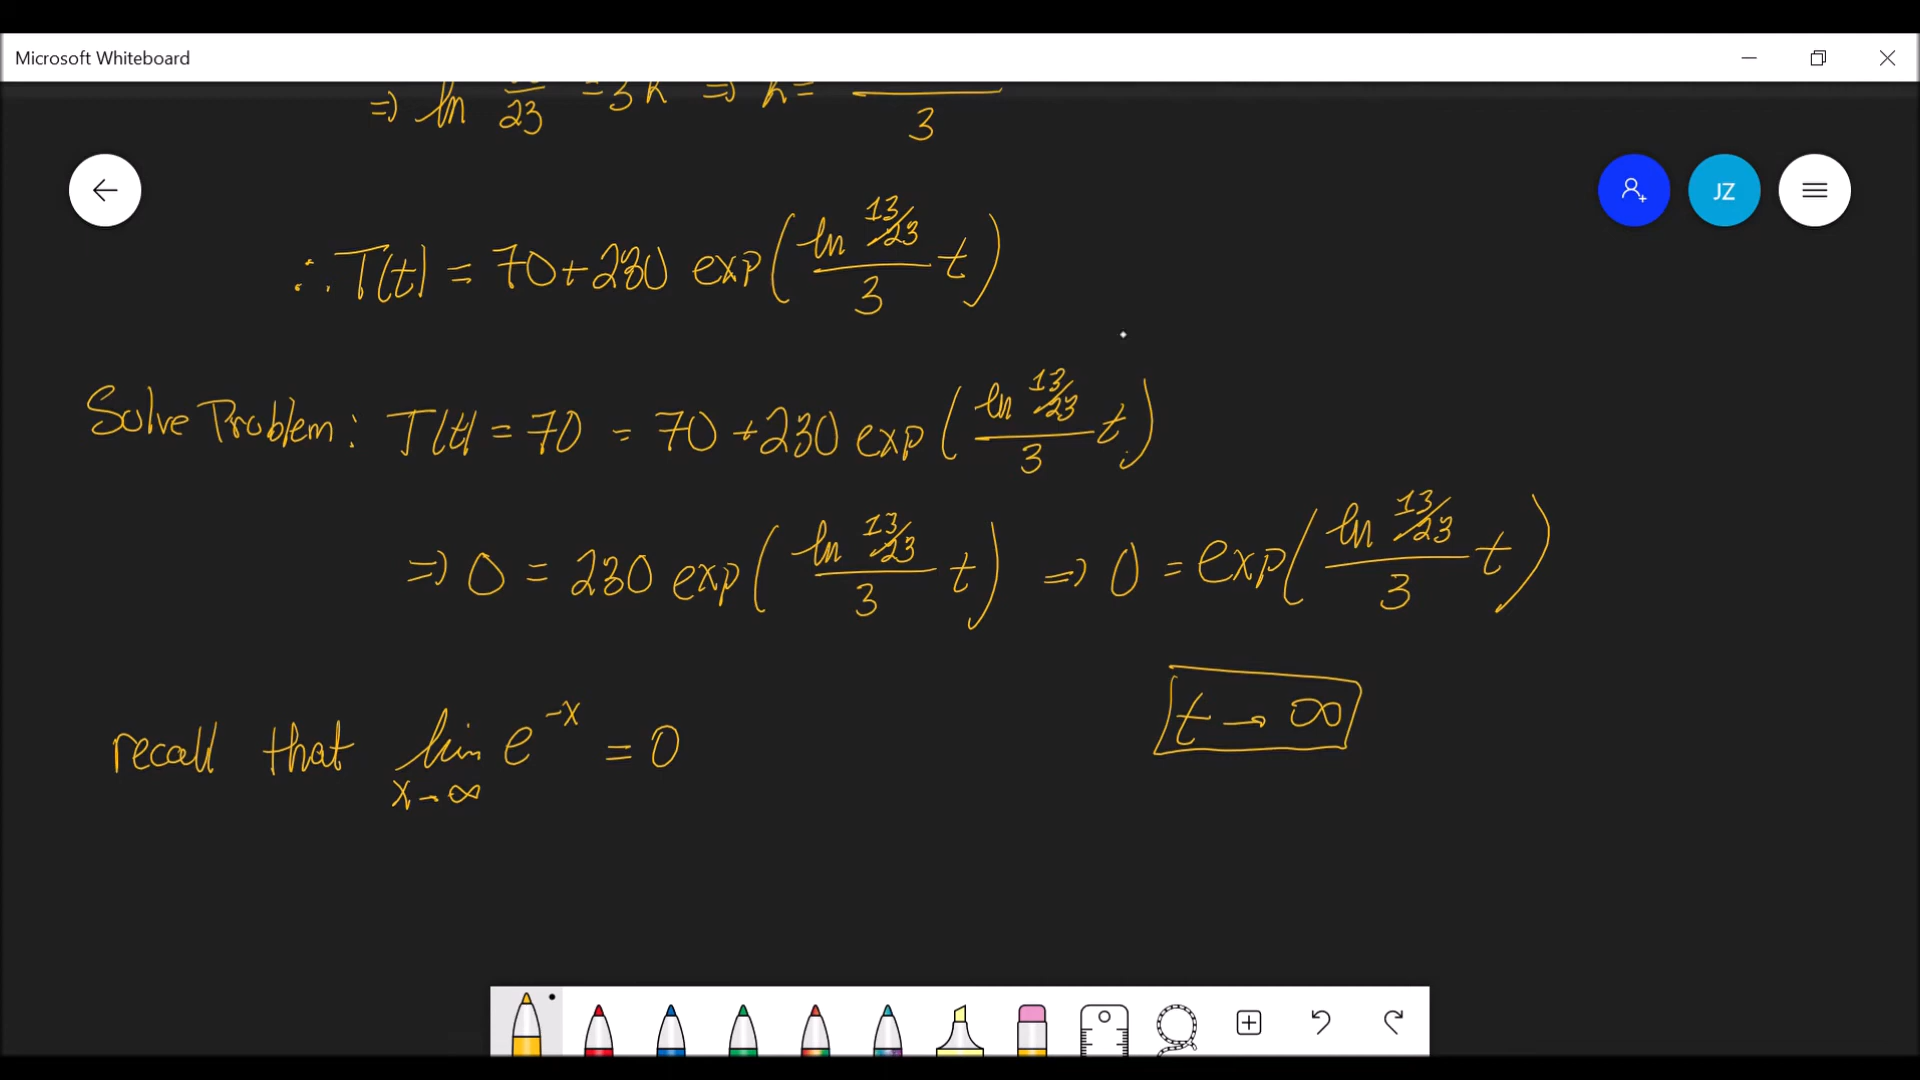 Microsoft Whiteboard
⇒ ln /23 = 3k ⇒ k = /3
JZ
∴ T(t) = 70+230 exp(ln 13/23 / 3 t)
Solve Problem: T(t) = 70 = 70 + 230 exp(ln 13/23 / 3 t)
⇒ 0 = 230 exp(ln 13/23 / 3 t) ⇒ 0 = exp(ln 13/23 / 3 t)
t → ∞
recall that lim x→∞ e^-x = 0